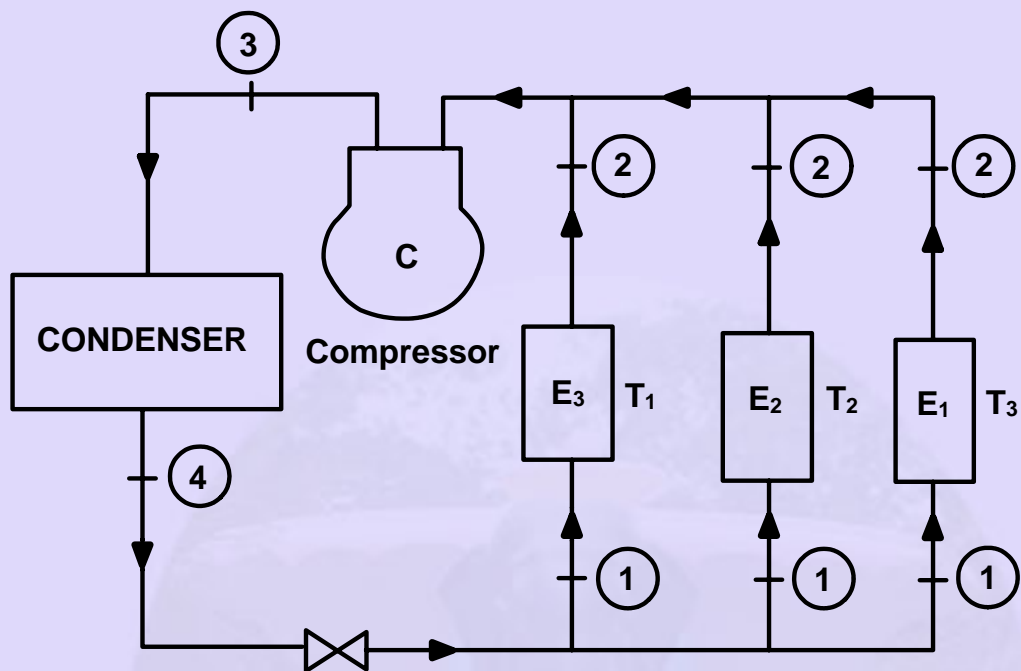 3
2
2
2
C
CONDENSER
Compressor
E₃ T₁
E₂ T₂
E₁ T₃
4
1
1
1